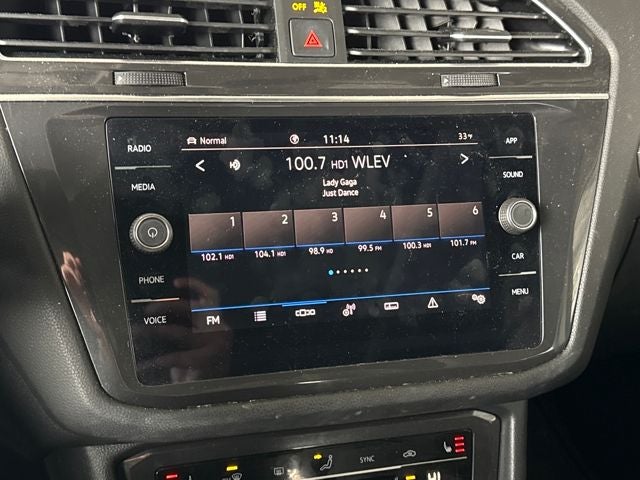 OFF
RADIO
Normal
11:14
33°F
APP
100.7 HD1 WLEV
MEDIA
Lady Gaga
Just Dance
SOUND
1 2 3 4 5 6
102.1 HD1 104.1 HD1 98.9 HD 99.5 FM 100.3 HD1 101.7 FM
PHONE
CAR
VOICE
FM
MENU
SYNC